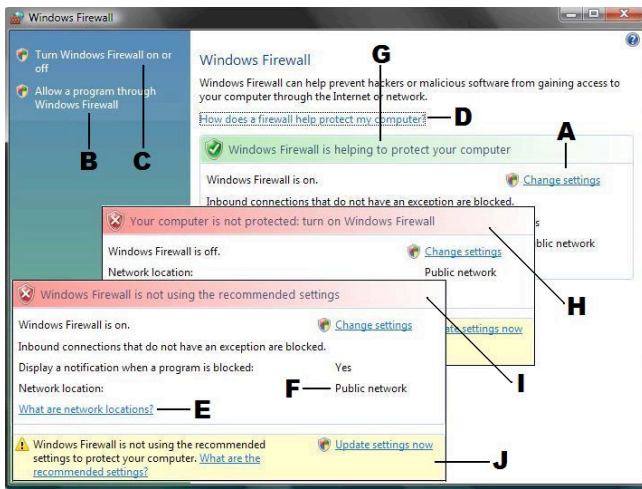 Windows Firewall
Turn Windows Firewall on or
off
Allow a program through
Windows Firewall
B
C
Windows Firewall
G
Windows Firewall can help prevent hackers or malicious software from gaining access to
your computer through the Internet or network.
How does a firewall help protect my computer?
D
A
Windows Firewall is helping to protect your computer
Windows Firewall is on.
Change settings
Inbound connections that do not have an exception are blocked.
s
blic network
Your computer is not protected: turn on Windows Firewall
Windows Firewall is off.
Change settings
Network location:
Public network
H
ate settings now
Windows Firewall is not using the recommended settings
Windows Firewall is on.
Change settings
Inbound connections that do not have an exception are blocked.
Display a notification when a program is blocked:
Yes
I
Network location:
F
Public network
What are network locations?
E
Windows Firewall is not using the recommended
settings to protect your computer. What are the
recommended settings?
Update settings now
J